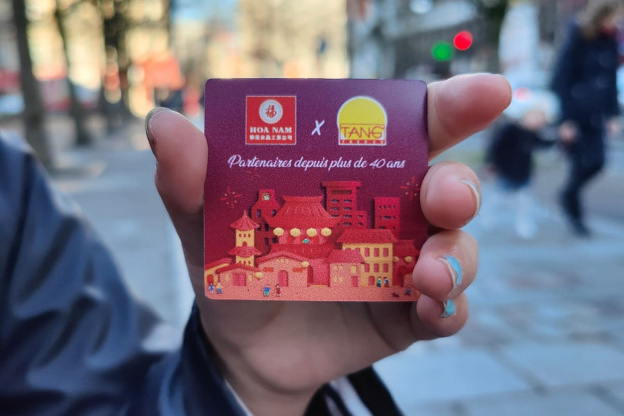 HOA NAM
X
TANG
Partenaires depuis plus de 40 ans